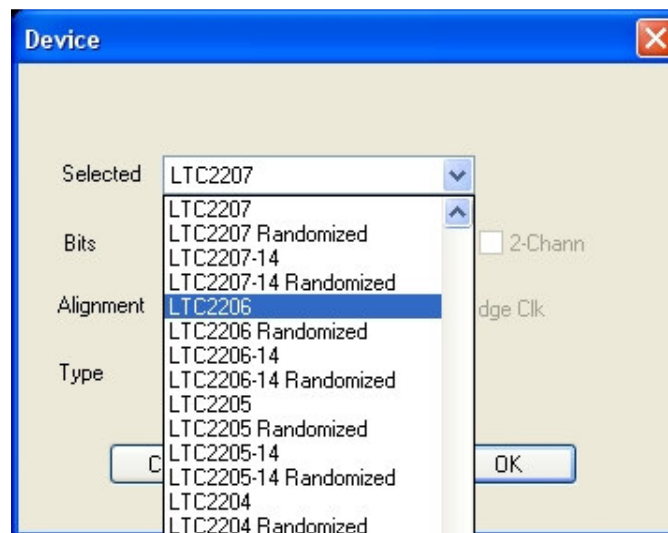 Device
Selected
LTC2207
LTC2207
LTC2207 Randomized
LTC2207-14
LTC2207-14 Randomized
LTC2206
LTC2206 Randomized
LTC2206-14
LTC2206-14 Randomized
LTC2205
LTC2205 Randomized
LTC2205-14
LTC2205-14 Randomized
LTC2204
LTC2204 Randomized
Bits
2-Chann
Alignment
dge Clk
Type
C
OK